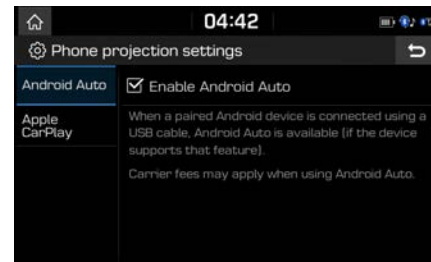 04:42
Phone projection settings
Android Auto
Enable Android Auto
Apple
CarPlay
When a paired Android device is connected using a
USB cable, Android Auto is available (if the device
supports that feature).
Carrier fees may apply when using Android Auto.